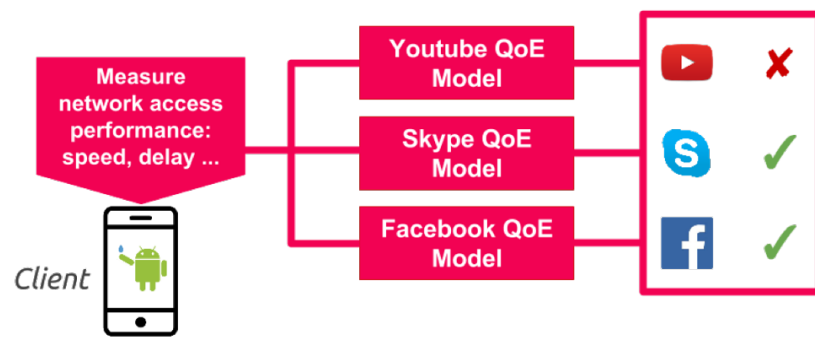 Measure
network access
performance:
speed, delay ...
Client
Youtube QoE
Model
Skype QoE
Model
Facebook QoE
Model
S
f